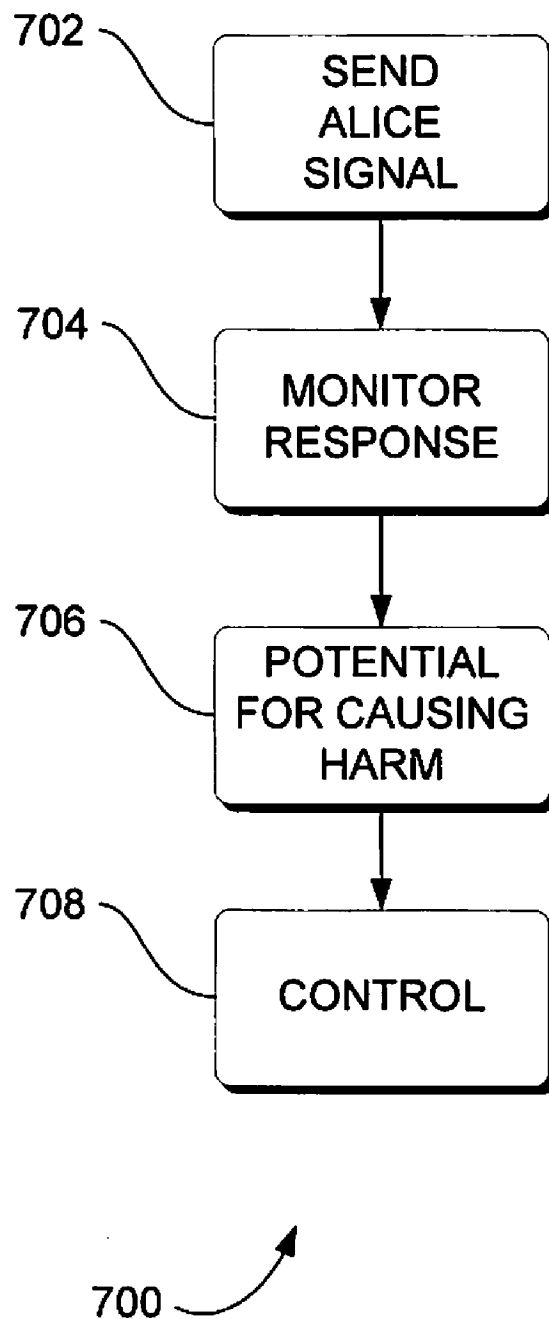 702
SEND
ALICE
SIGNAL
704
MONITOR
RESPONSE
706
POTENTIAL
FOR CAUSING
HARM
708
CONTROL
700